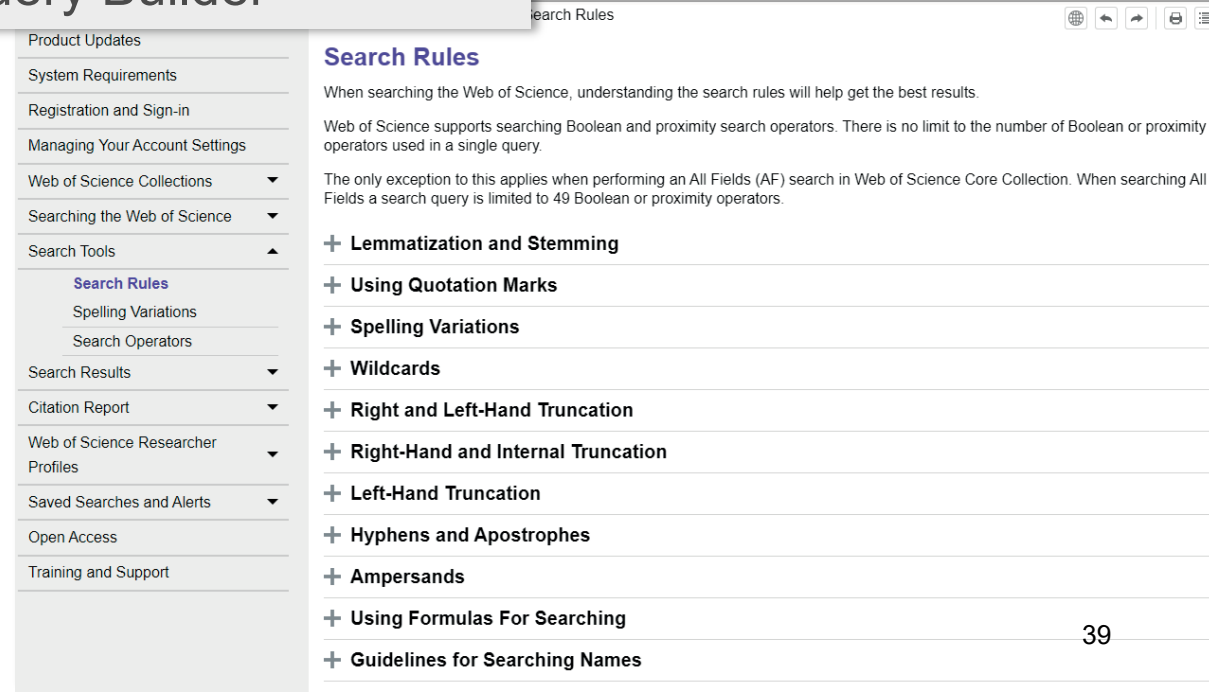 Builder
Search Rules
Product Updates
System Requirements
Registration and Sign-in
Managing Your Account Settings
Web of Science Collections
Searching the Web of Science
Search Tools
Search Rules
Spelling Variations
Search Operators
Search Results
Citation Report
Web of Science Researcher
Profiles
Saved Searches and Alerts
Open Access
Training and Support
Search Rules
When searching the Web of Science, understanding the search rules will help get the best results.
Web of Science supports searching Boolean and proximity search operators. There is no limit to the number of Boolean or proximity
operators used in a single query.
The only exception to this applies when performing an All Fields (AF) search in Web of Science Core Collection. When searching All
Fields a search query is limited to 49 Boolean or proximity operators.
Lemmatization and Stemming
Using Quotation Marks
Spelling Variations
Wildcards
Right and Left-Hand Truncation
Right-Hand and Internal Truncation
Left-Hand Truncation
Hyphens and Apostrophes
Ampersands
Using Formulas For Searching
Guidelines for Searching Names
39